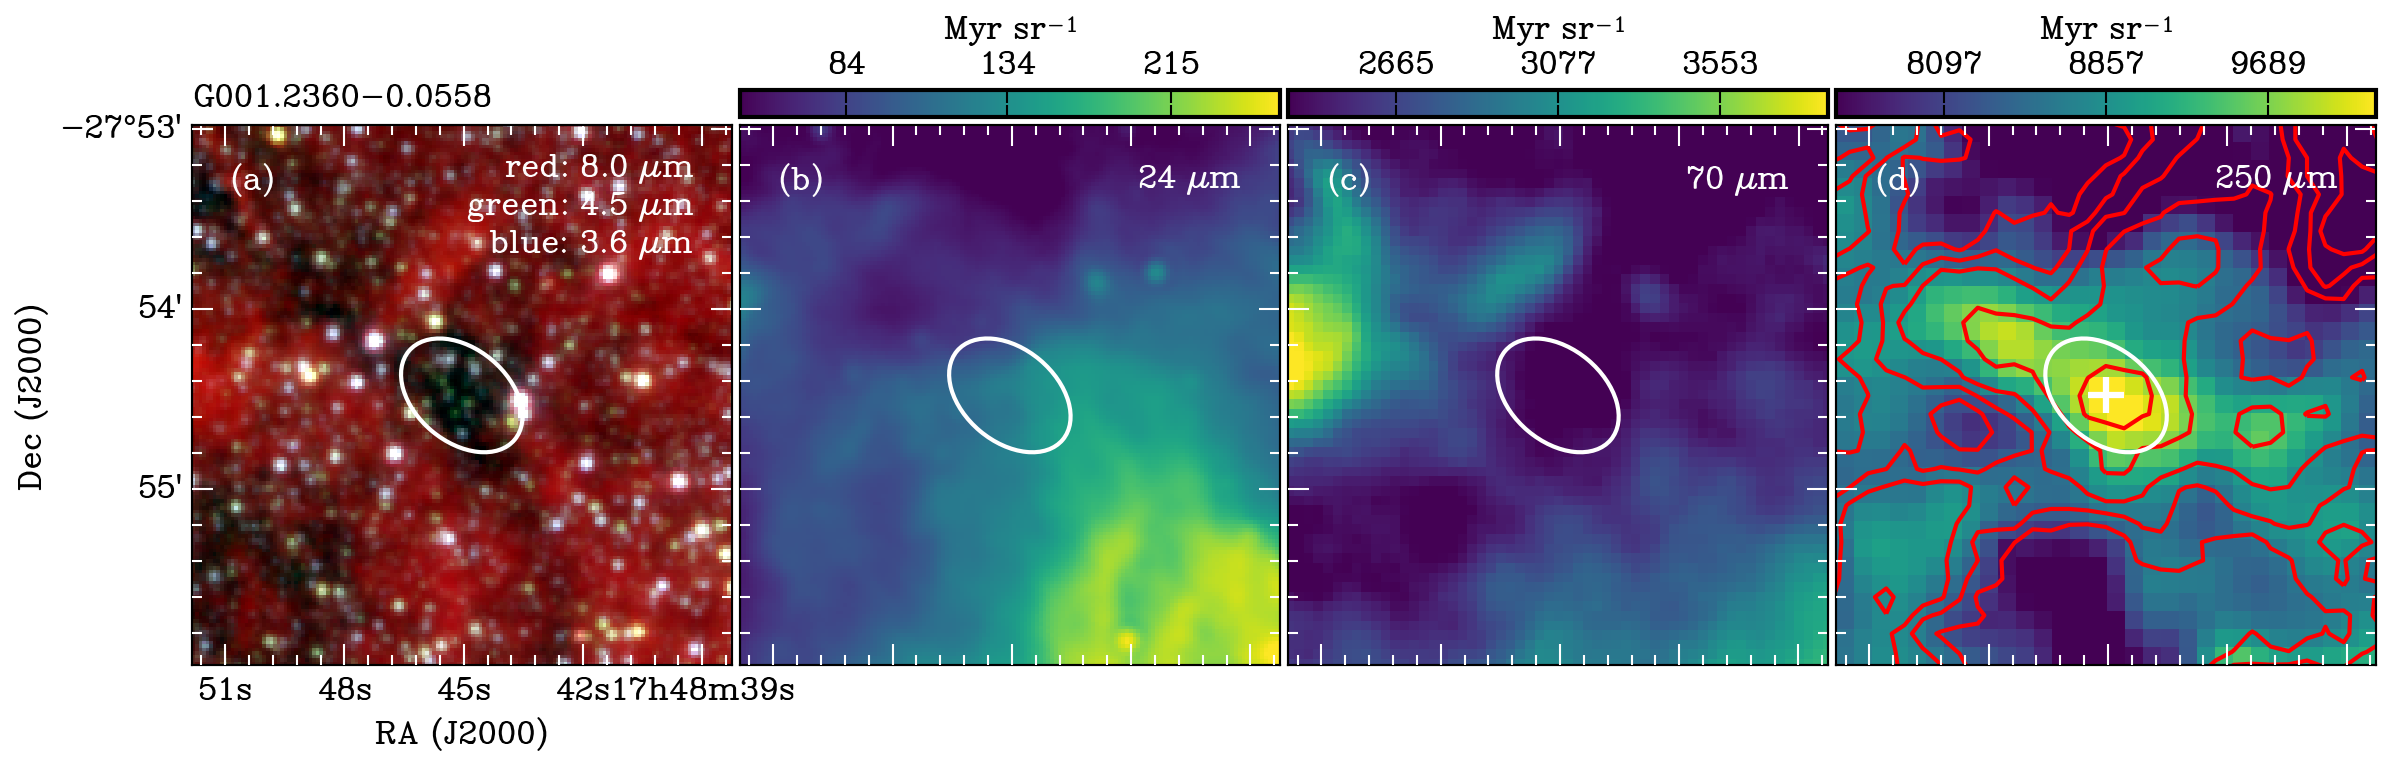 Myr sr⁻¹ Myr sr⁻¹ Myr sr⁻¹
84 134 215 2665 3077 3553 8097 8857 9689
G001.2360−0.0558
−27°53'
54'
55'
Dec (J2000)
(a)
red: 8.0 μm
green: 4.5 μm
blue: 3.6 μm
(b) 24 μm
(c) 70 μm
(d) 250 μm
51s 48s 45s 42s17h48m39s
RA (J2000)